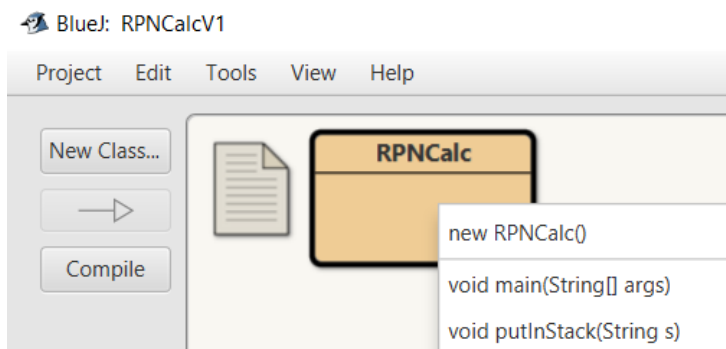 BlueJ: RPNCalcV1
Project Edit Tools View Help
New Class...
Compile
RPNCalc
new RPNCalc()
void main(String[] args)
void putInStack(String s)